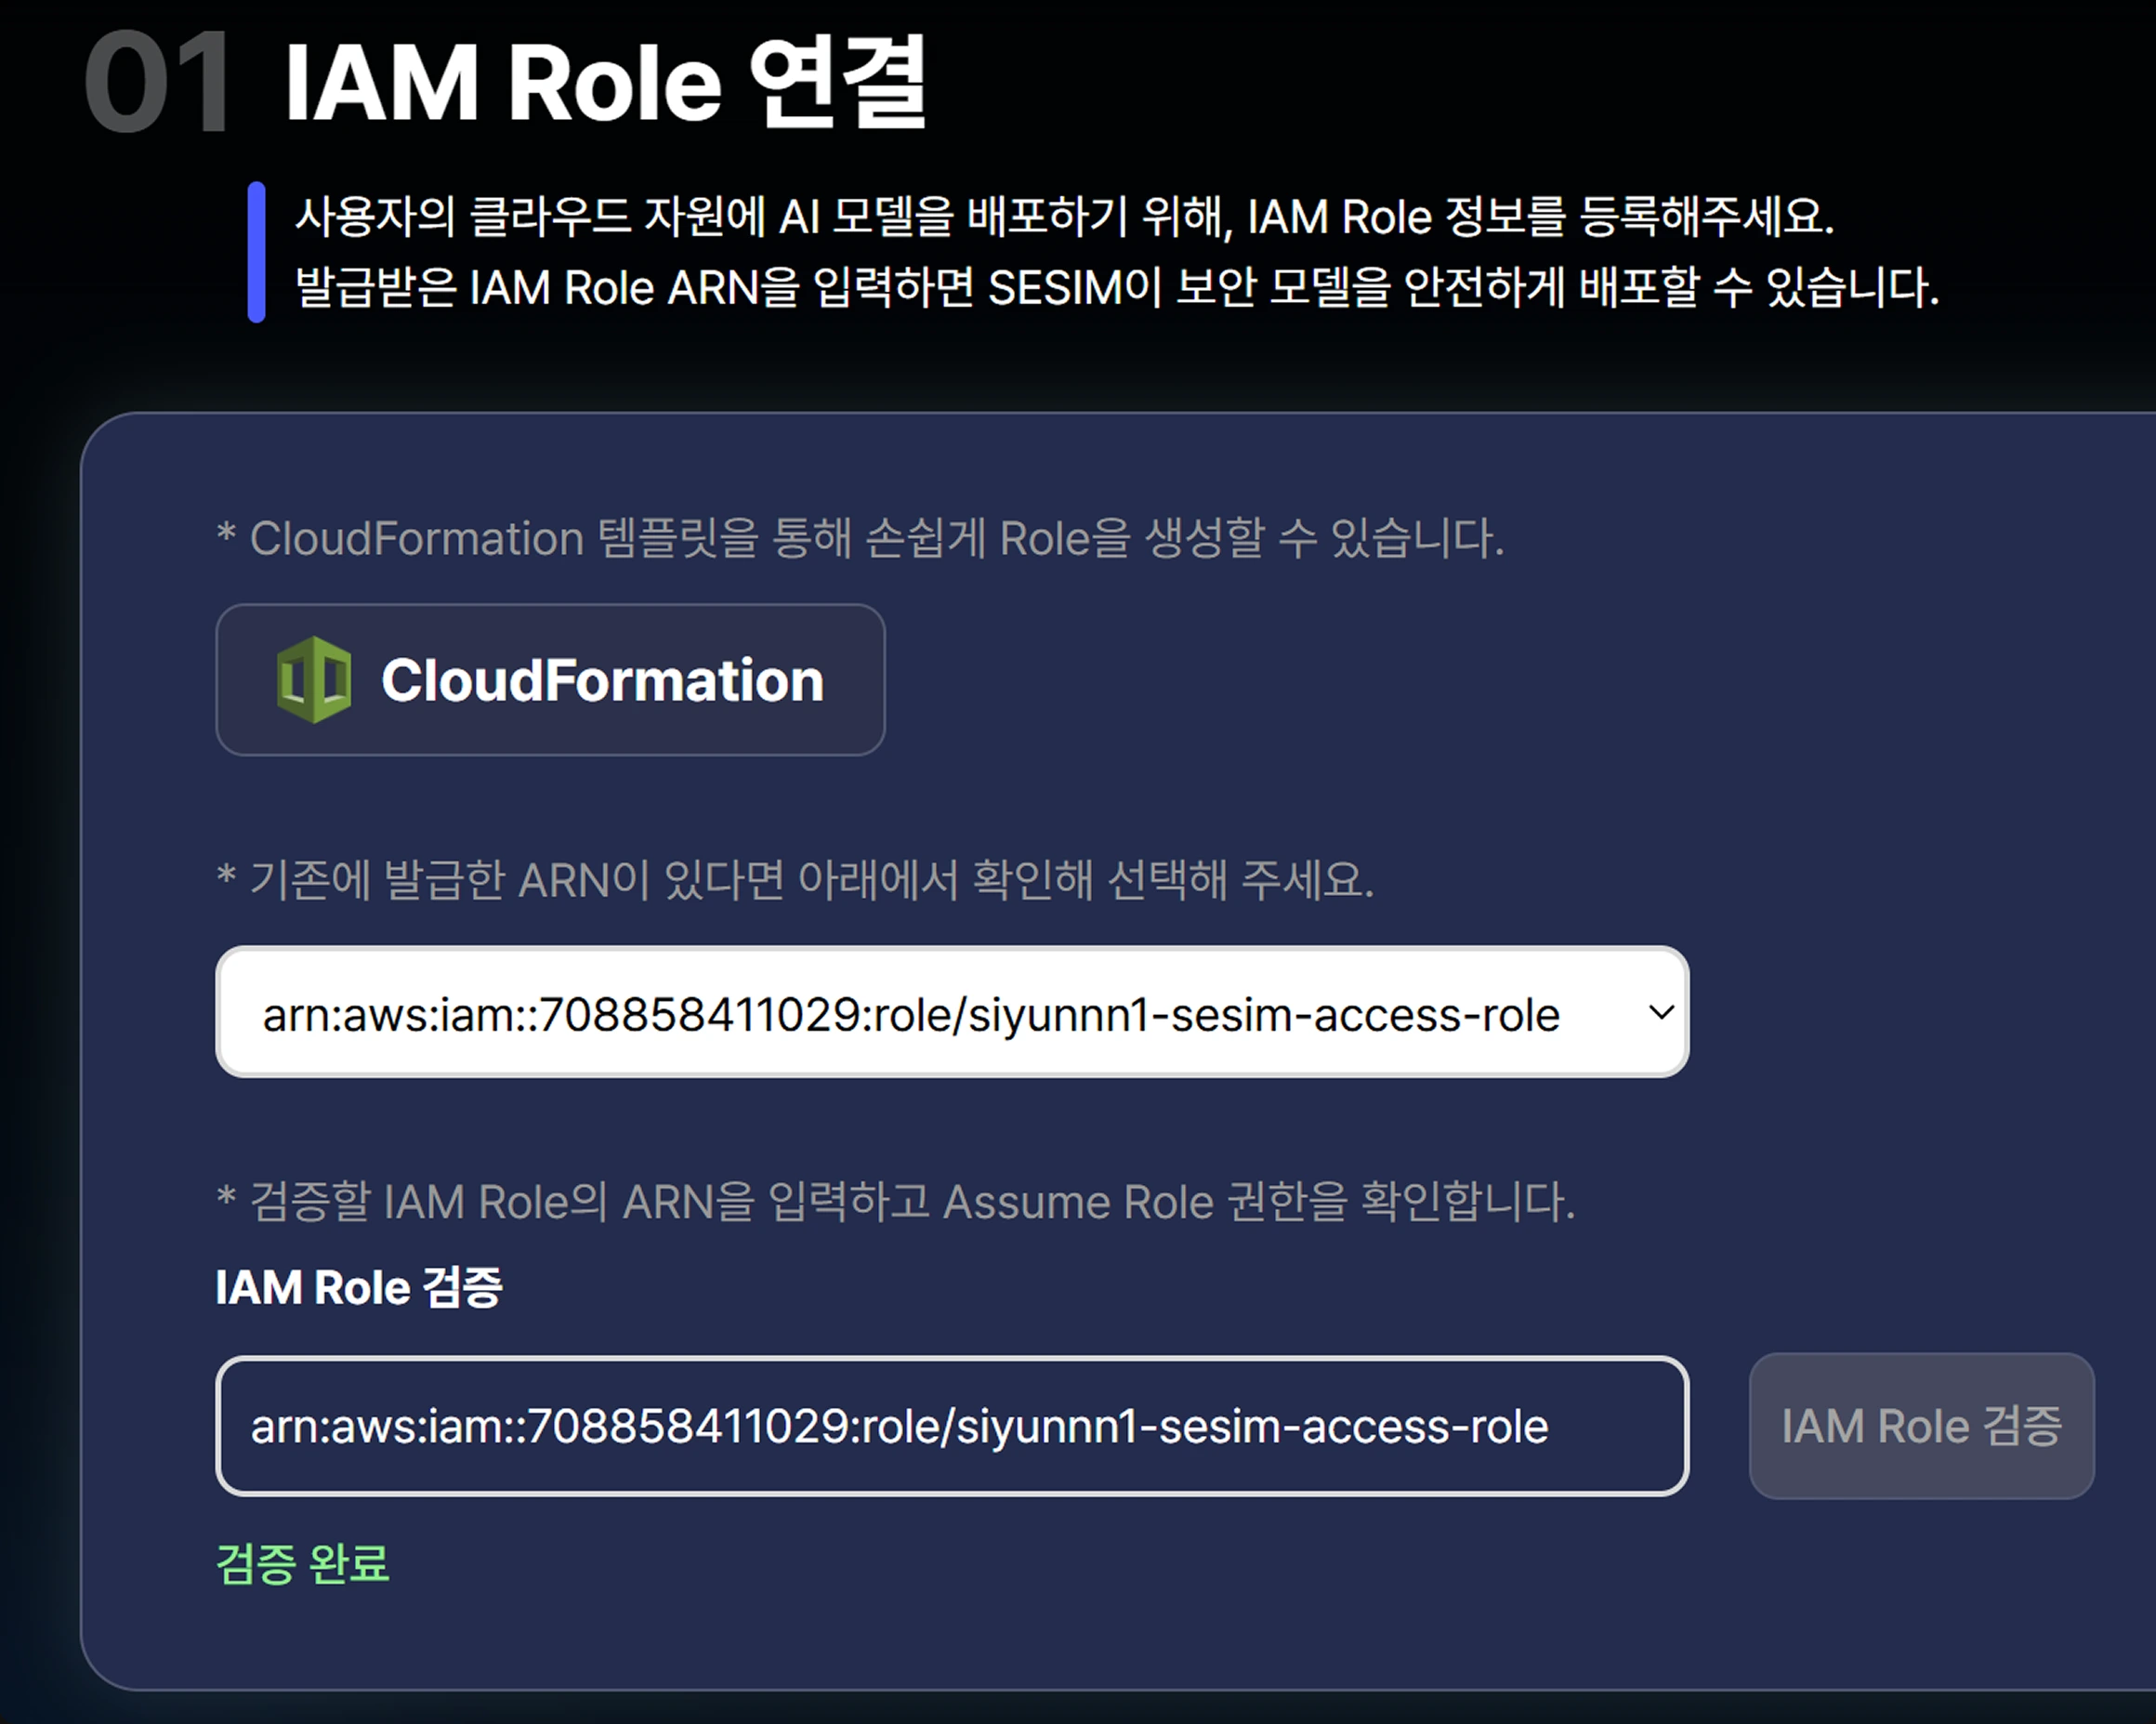 01 IAM Role 연결
사용자의 클라우드 자원에 AI 모델을 배포하기 위해, IAM Role 정보를 등록해주세요.
발급받은 IAM Role ARN을 입력하면 SESIM이 보안 모델을 안전하게 배포할 수 있습니다.
* CloudFormation 템플릿을 통해 손쉽게 Role을 생성할 수 있습니다.
CloudFormation
* 기존에 발급한 ARN이 있다면 아래에서 확인해 선택해 주세요.
arn:aws:iam::708858411029:role/siyunnn1-sesim-access-role
* 검증할 IAM Role의 ARN을 입력하고 Assume Role 권한을 확인합니다.
IAM Role 검증
arn:aws:iam::708858411029:role/siyunnn1-sesim-access-role
IAM Role 검증
검증 완료